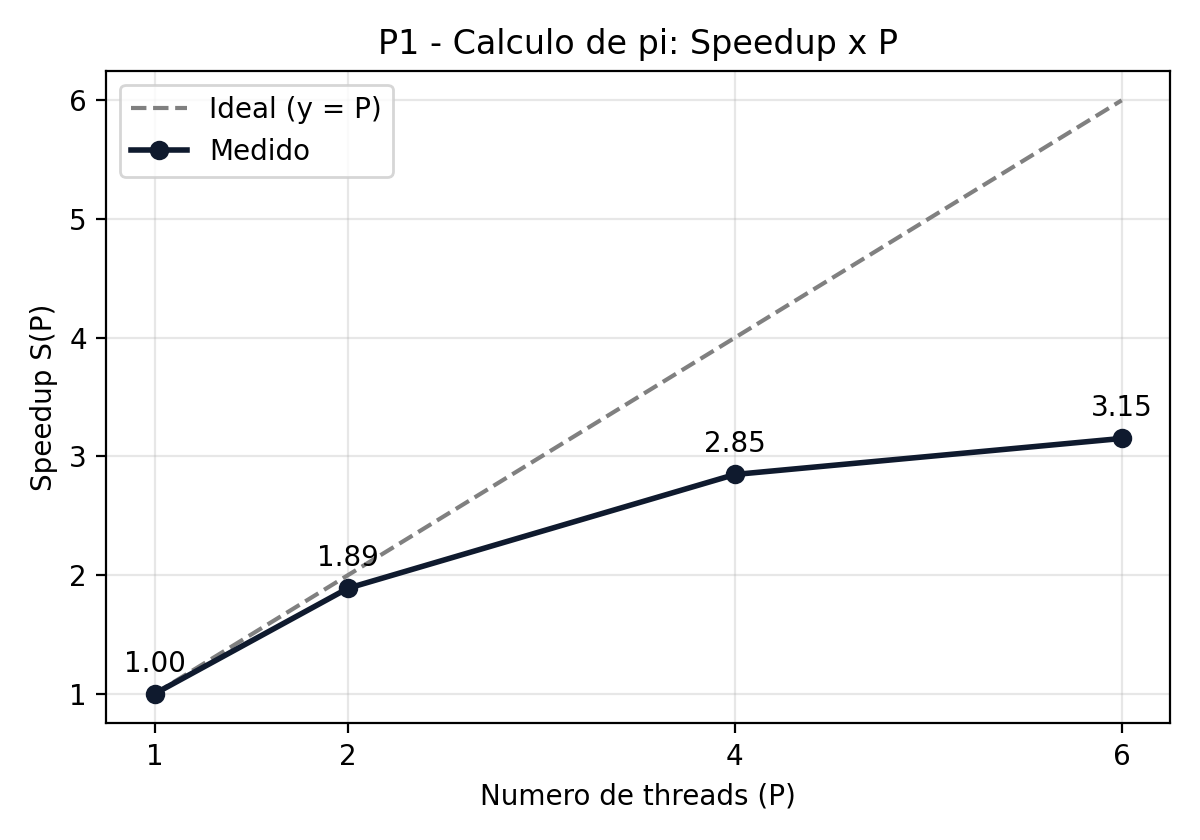 P1 - Calculo de pi: Speedup x P
Ideal (y = P)
Medido
6
5
4
3
2
1
Speedup S(P)
1.00
1.89
2.85
3.15
1
2
4
6
Numero de threads (P)